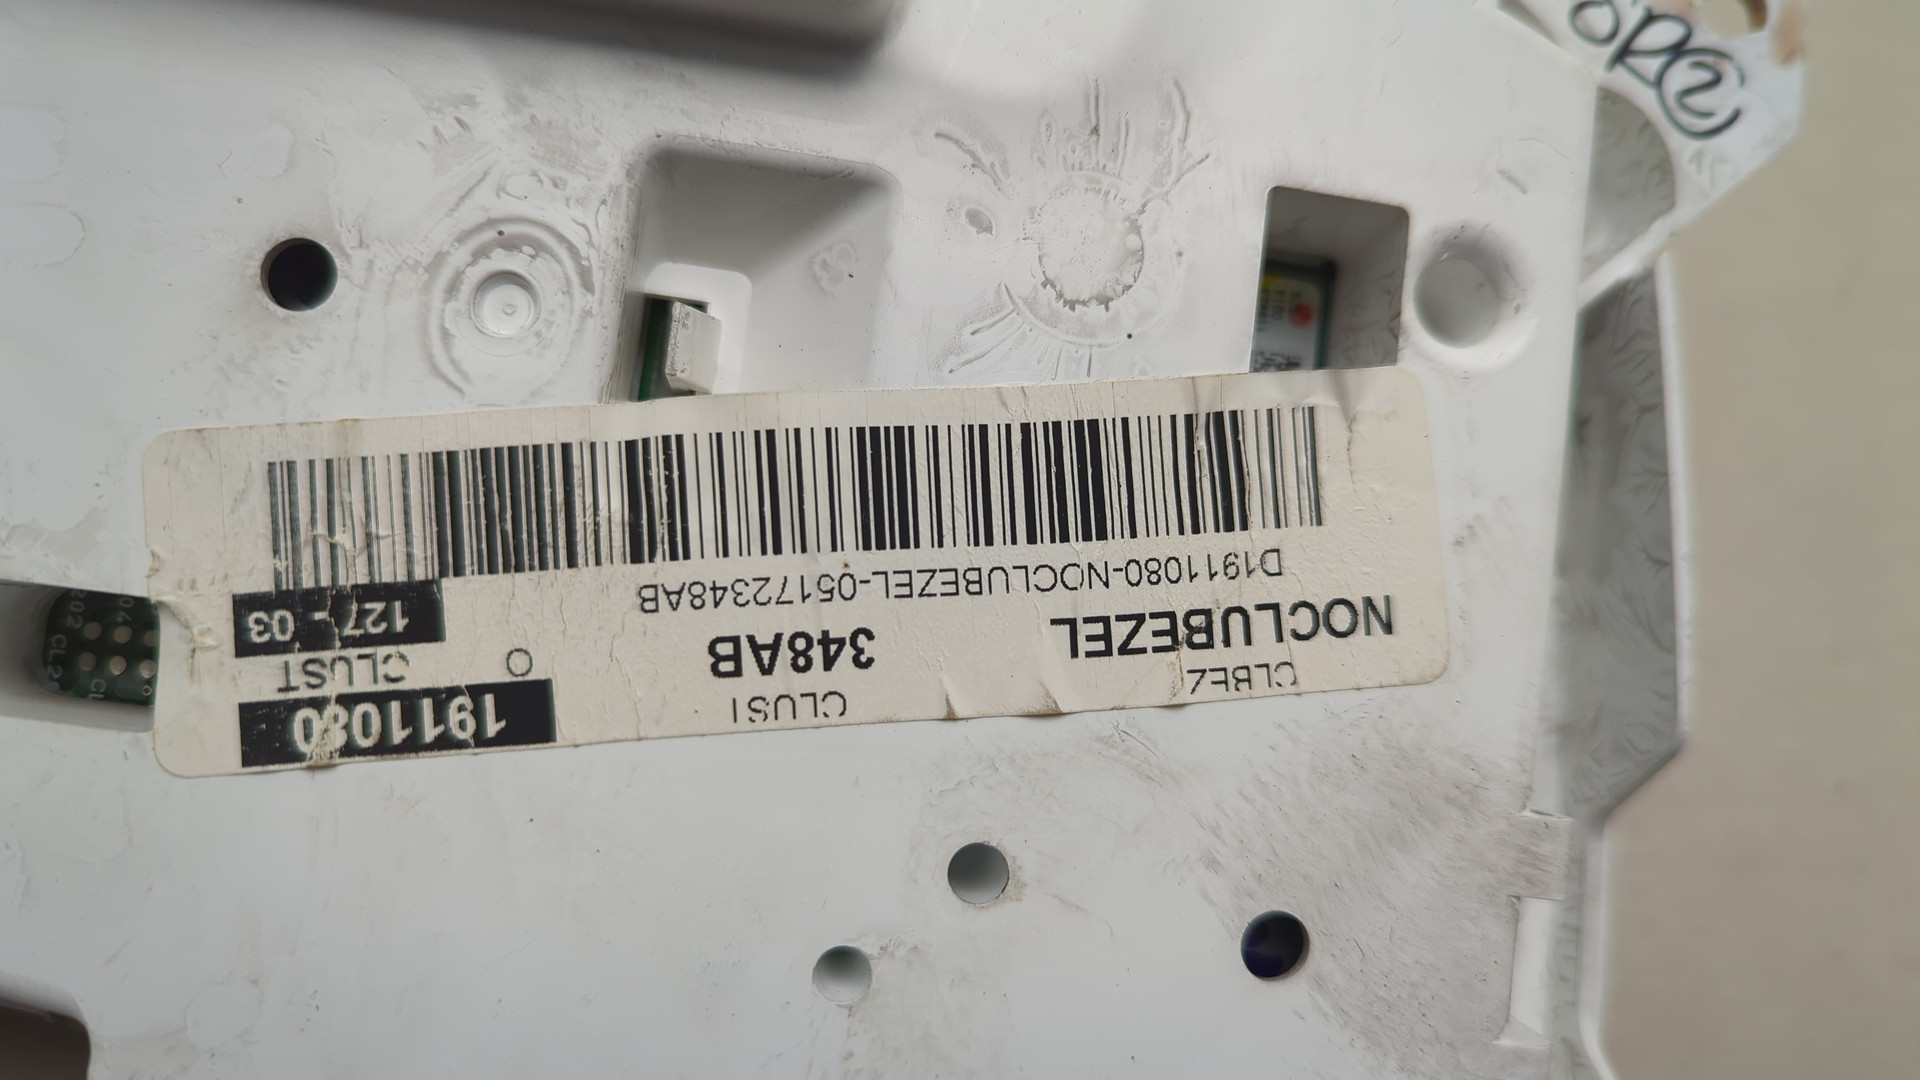 1911080
CLUST
CLBEZ
O
CLUST
348AB
NOCLUBEZEL
127 - 03
D1911080-NOCLUBEZEL-05172348AB